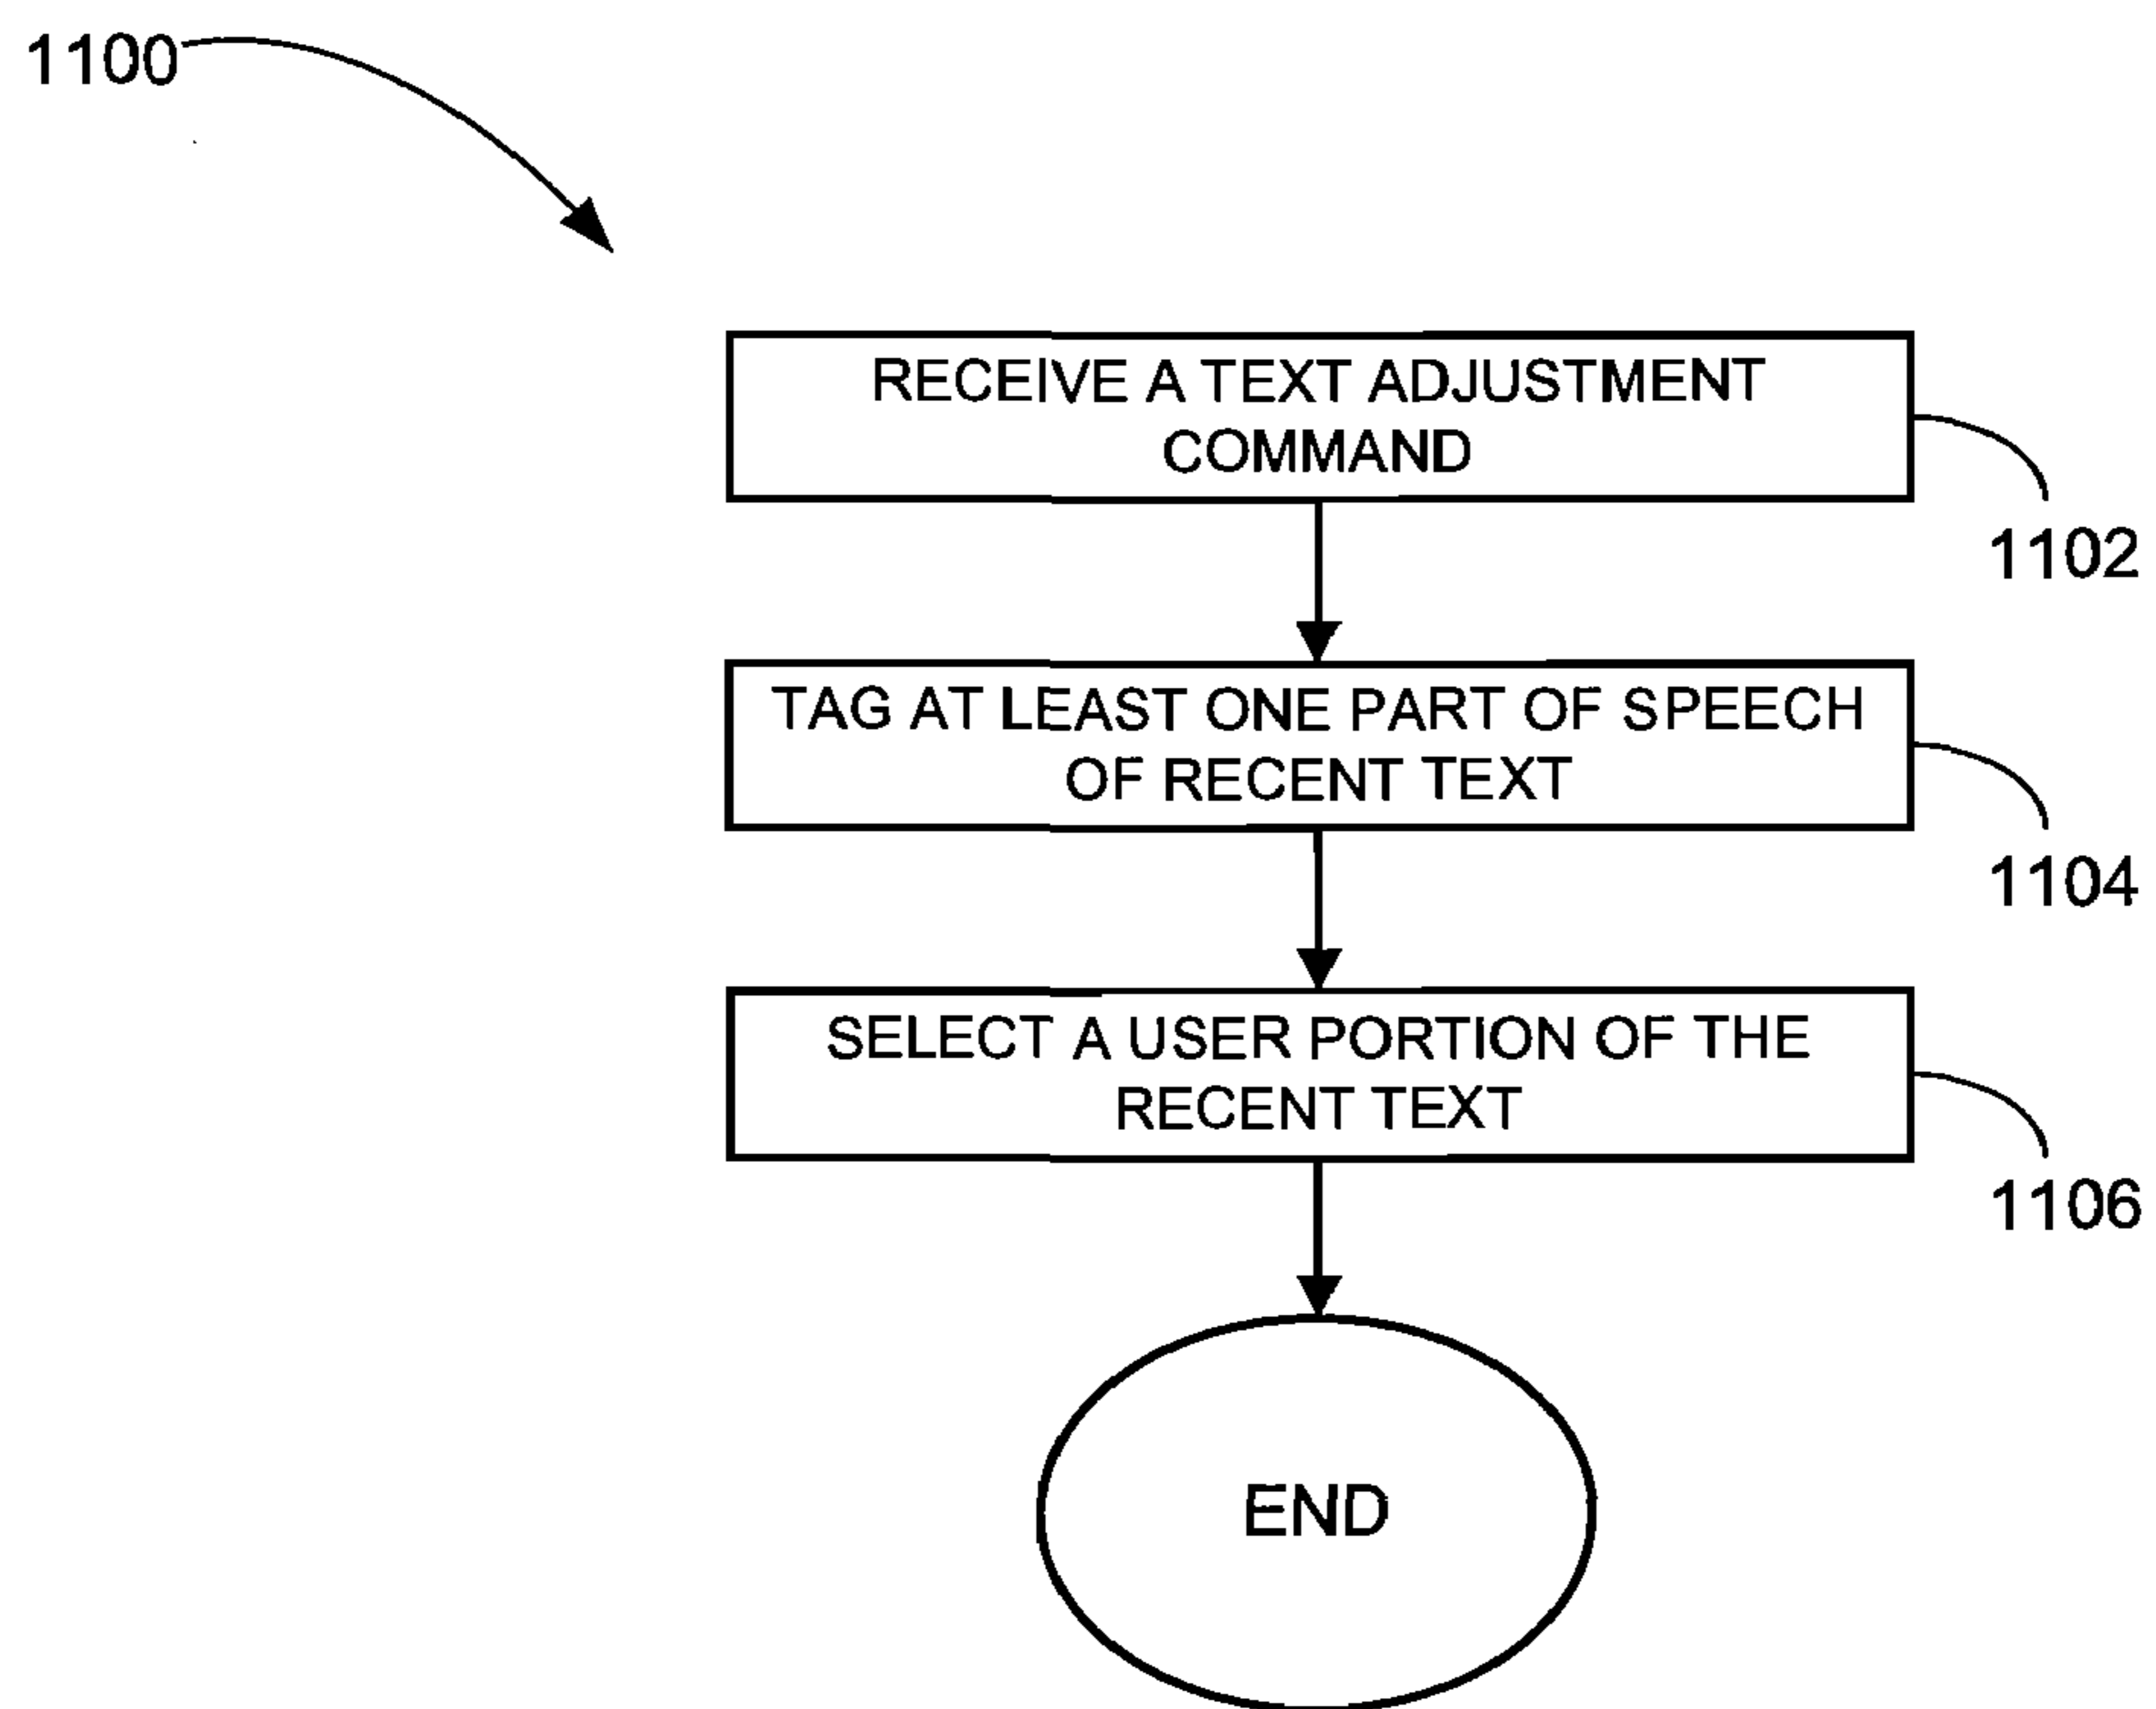 1100
RECEIVE A TEXT ADJUSTMENT
COMMAND
1102
TAG AT LEAST ONE PART OF SPEECH
OF RECENT TEXT
1104
SELECT A USER PORTION OF THE
RECENT TEXT
1106
END